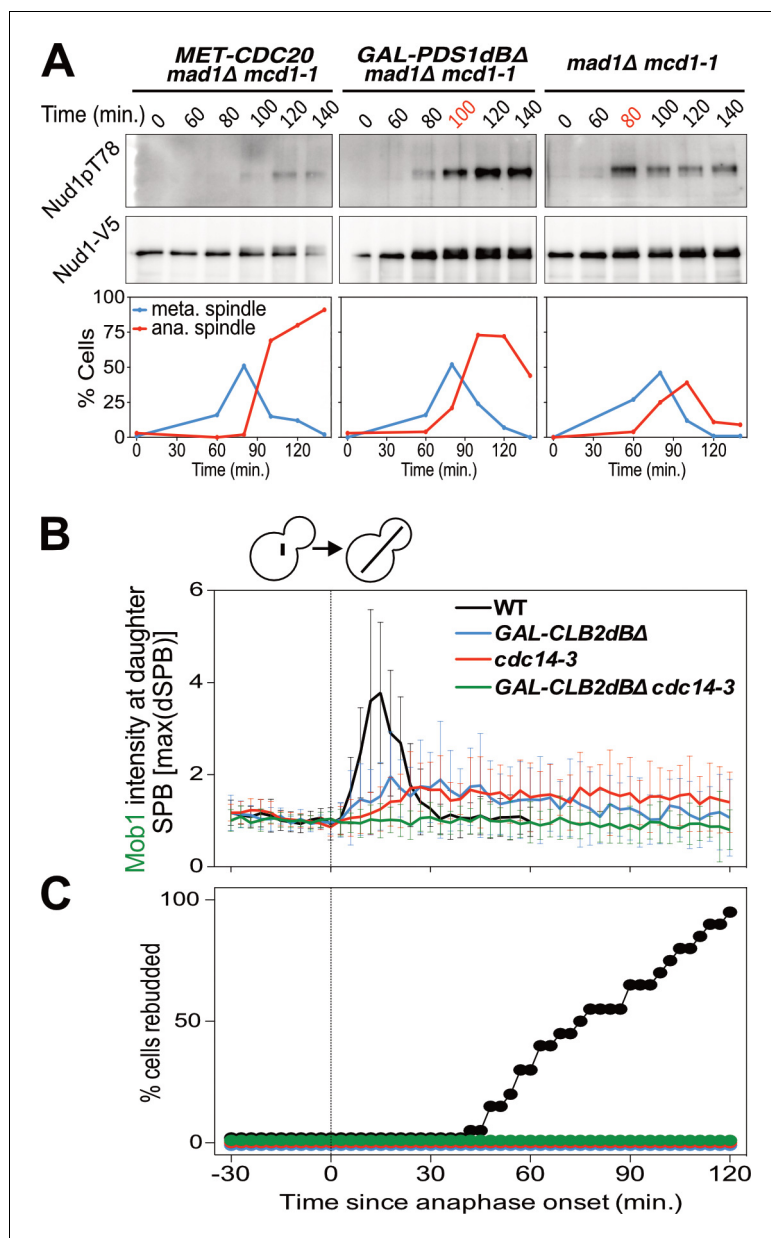 A
MET-CDC20 GAL-PDS1dBΔ
mad1Δ mcd1-1 mad1Δ mcd1-1 mad1Δ mcd1-1
Time (min.) 0 60 80 100 120 140 0 60 80 100 120 140 0 60 80 100 120 140
Nud1pT78
Nud1-V5
% Cells
100
75
50
25
0
meta. spindle
ana. spindle
0 30 60 90 120 0 30 60 90 120 0 30 60 90 120
Time (min.) Time (min.) Time (min.)
B
Mob1 intensity at daughter
SPB [max(dSPB)]
6
4
2
0
WT
GAL-CLB2dBΔ
cdc14-3
GAL-CLB2dBΔ cdc14-3
C
% cells rebudded
100
50
0
-30 0 30 60 90 120
Time since anaphase onset (min.)